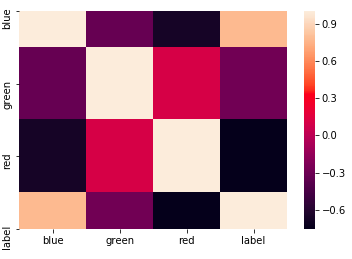 blue
green
red
label
blue green red label
0.9
0.6
0.3
0.0
−0.3
−0.6